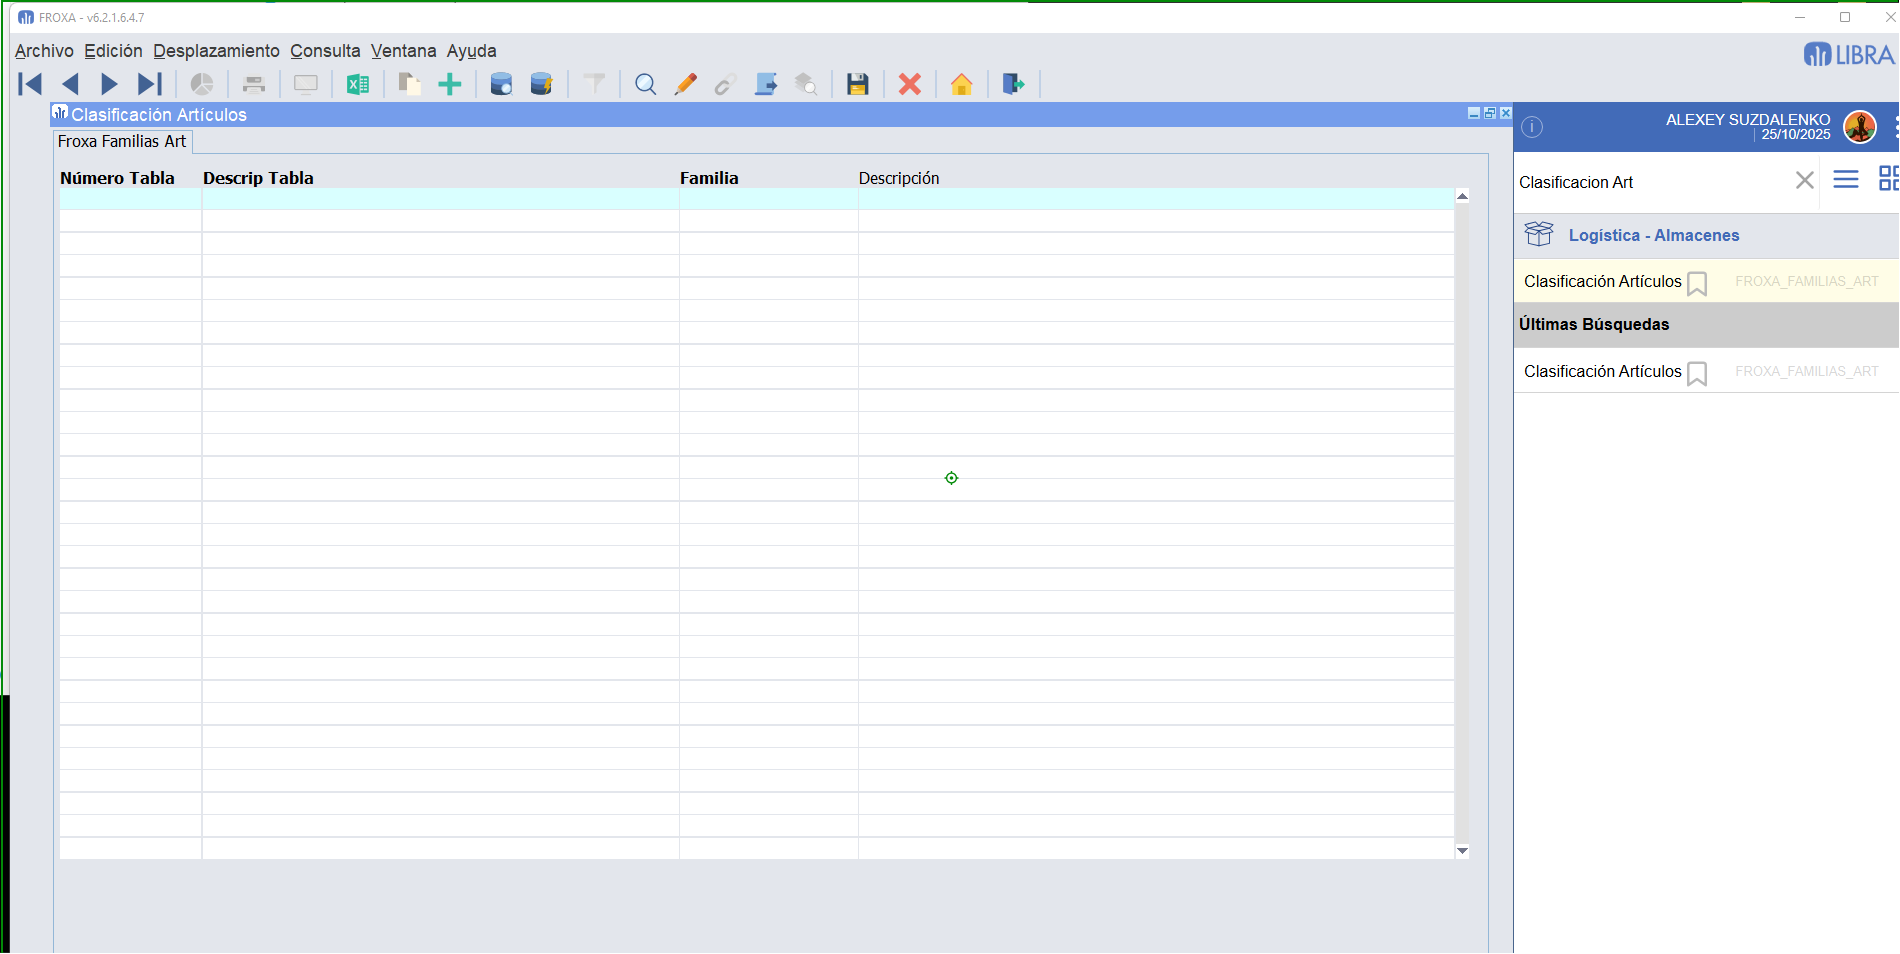 FROXA - v6.2.1.6.4.7
Archivo Edición Desplazamiento Consulta Ventana Ayuda
LIBRA
Clasificación Artículos
Froxa Familias Art
Número Tabla Descrip Tabla Familia Descripción
ALEXEY SUZDALENKO
25/10/2025
Clasificacion Art
Logística - Almacenes
Clasificación Artículos FROXA_FAMILIAS_ART
Últimas Búsquedas
Clasificación Artículos FROXA_FAMILIAS_ART